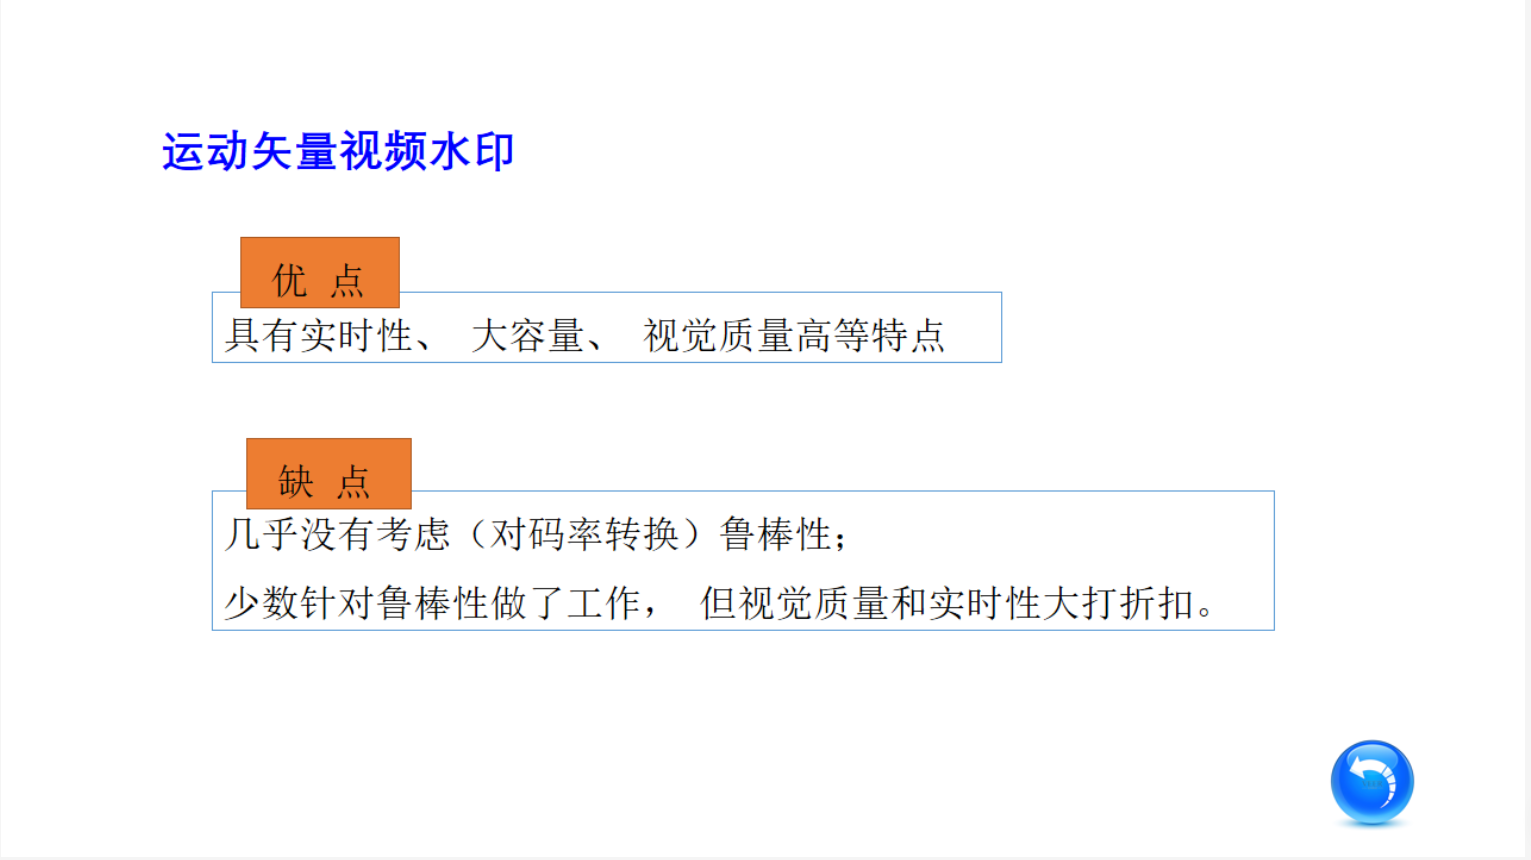 运动矢量视频水印
优 点
具有实时性、 大容量、 视觉质量高等特点
缺 点
几乎没有考虑（对码率转换）鲁棒性；
少数针对鲁棒性做了工作， 但视觉质量和实时性大打折扣。